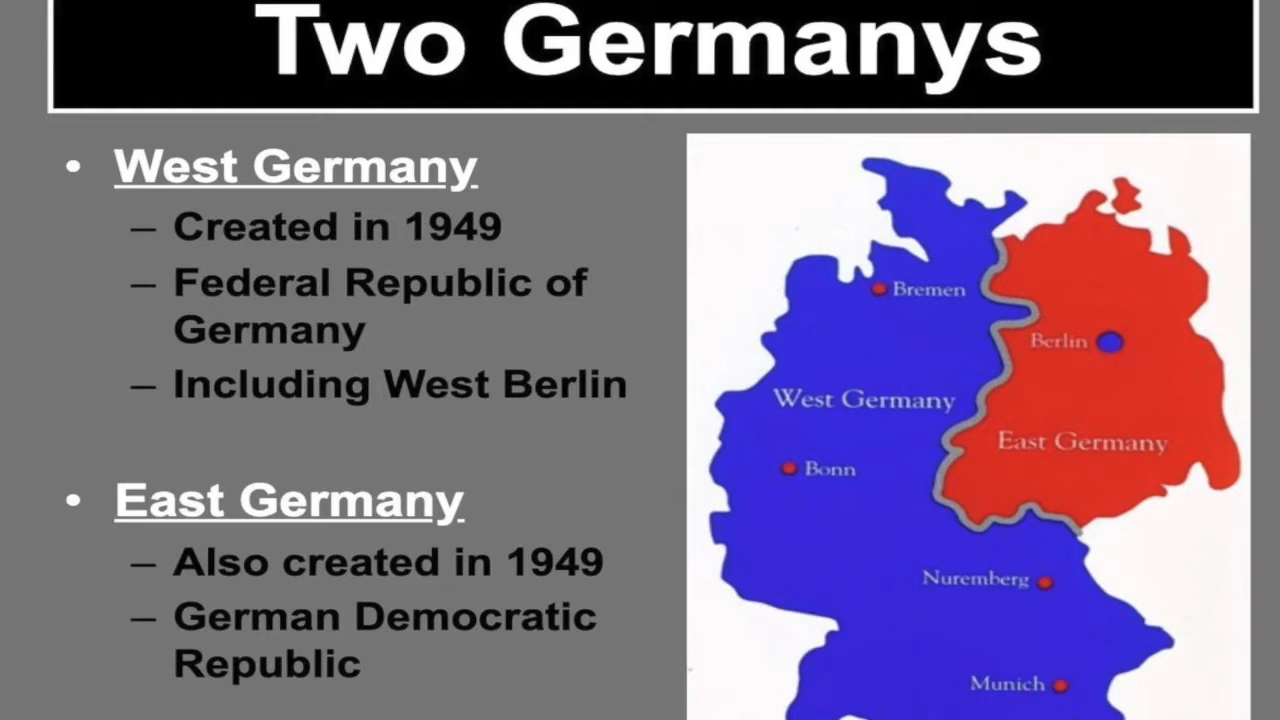 Two Germanys
• West Germany
– Created in 1949
– Federal Republic of
Germany
– Including West Berlin
• East Germany
– Also created in 1949
– German Democratic
Republic
Bremen
Berlin
West Germany
East Germany
Bonn
Nuremberg
Munich